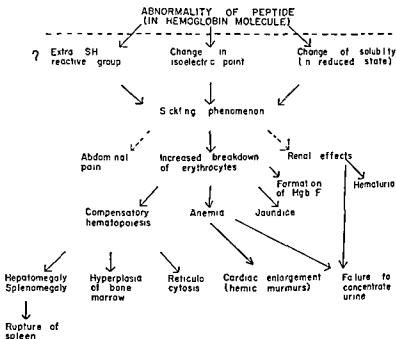 ABNORMALITY OF PEPTIDE
(IN HEMOGLOBIN MOLECULE)
? Extra SH
reactive group
Change in
isoelectric point
Change of solubity
(in reduced state)
Sickling phenomenon
Abdominal
pain
Increased breakdown
of erythrocytes
Renal effects
Formation
of Hgb F
Hematuria
Compensatory
hematopoiesis
Anemia
Jaundice
Hepatomegaly
Splenomegaly
Hyperplasia
of bone
marrow
Reticulo
cytosis
Cardiac enlargement
(hemic murmurs)
Failure to
concentrate
urine
Rupture of
spleen